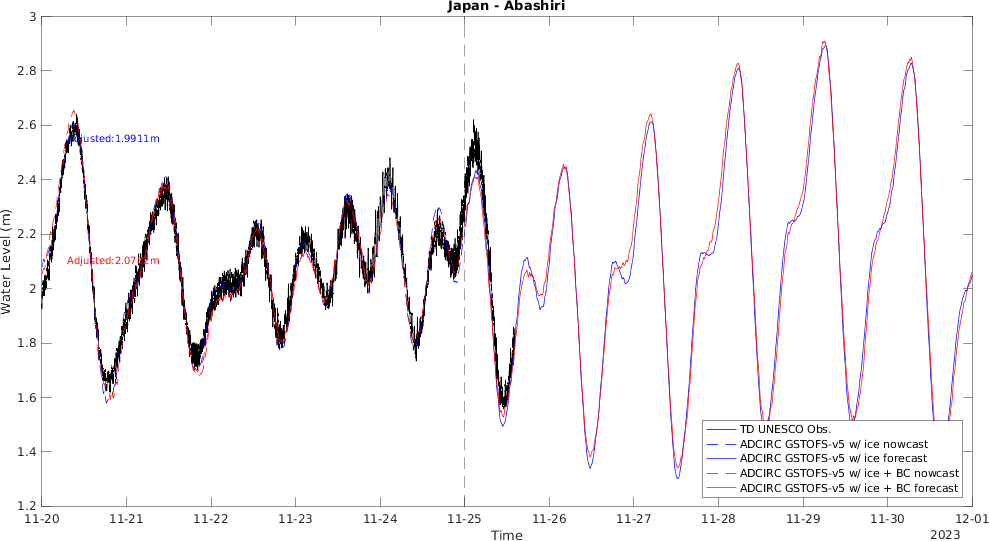 Japan - Abashiri
Water Level (m)
3
2.8
2.6
2.4
2.2
2
1.8
1.6
1.4
1.2
Adjusted:1.9911m
TD UNESCO Obs.
ADCIRC GSTOFS-v5 w/ ice nowcast
ADCIRC GSTOFS-v5 w/ ice forecast
ADCIRC GSTOFS-v5 w/ ice + BC nowcast
ADCIRC GSTOFS-v5 w/ ice + BC forecast
11-20
11-21
11-22
11-23
11-24
11-25
11-26
11-27
11-28
11-29
11-30
12-01
Time
2023